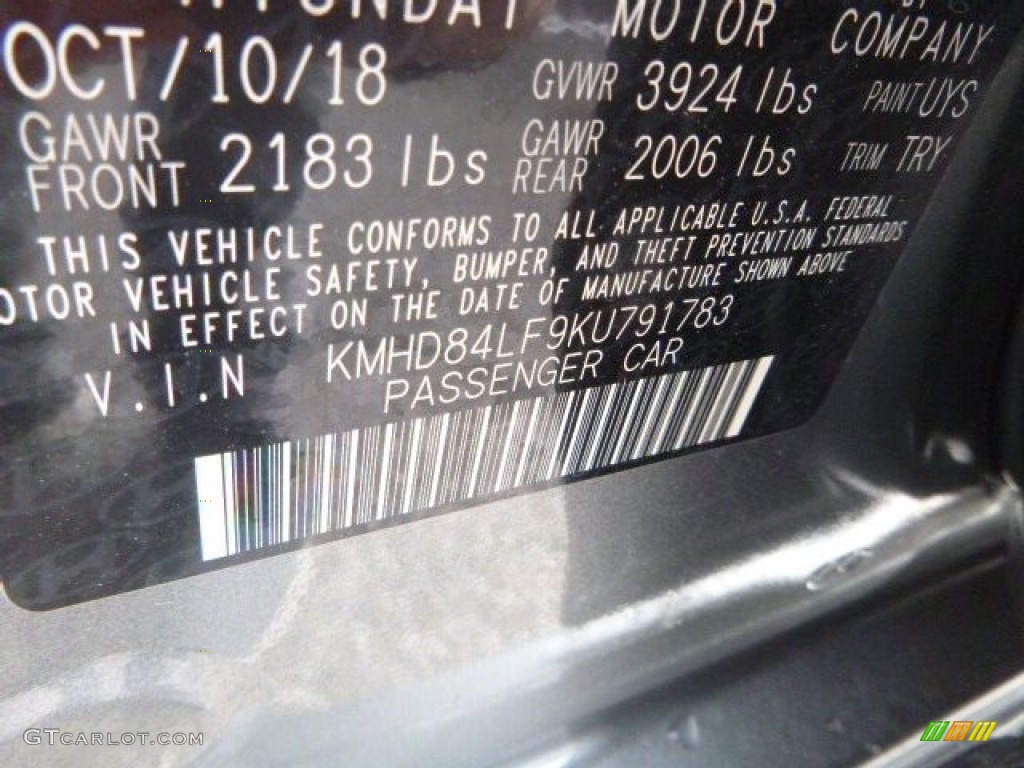 HYUNDAI MOTOR COMPANY
OCT/10/18 GVWR 3924 lbs PAINT UYS
GAWR FRONT 2183 lbs GAWR REAR 2006 lbs TRIM TRY
THIS VEHICLE CONFORMS TO ALL APPLICABLE U.S.A. FEDERAL
MOTOR VEHICLE SAFETY, BUMPER, AND THEFT PREVENTION STANDARDS
IN EFFECT ON THE DATE OF MANUFACTURE SHOWN ABOVE
V.I.N KMHD84LF9KU791783
PASSENGER CAR
GTCARLOT.COM